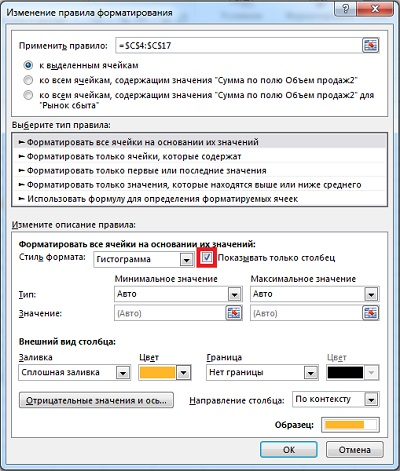 Изменение правила форматирования
Применить правило: =$C$4:$C$17
к выделенным ячейкам
ко всем ячейкам, содержащим значения "Сумма по полю Объем продаж2"
ко всем ячейкам, содержащим значения "Сумма по полю Объем продаж2" для
"Рынок сбыта"
Выберите тип правила:
► Форматировать все ячейки на основании их значений
► Форматировать только ячейки, которые содержат
► Форматировать только первые или последние значения
► Форматировать только значения, которые находятся выше или ниже среднего
► Использовать формулу для определения форматируемых ячеек
Измените описание правила:
Форматировать все ячейки на основании их значений:
Стиль формата: Гистограмма Показывать только столбец
Минимальное значение Максимальное значение
Тип: Авто Авто
Значение: (Авто) (Авто)
Внешний вид столбца:
Заливка Цвет Граница Цвет
Сплошная заливка Нет границы
Отрицательные значения и ось... Направление столбца: По контексту
Образец:
ОК Отмена